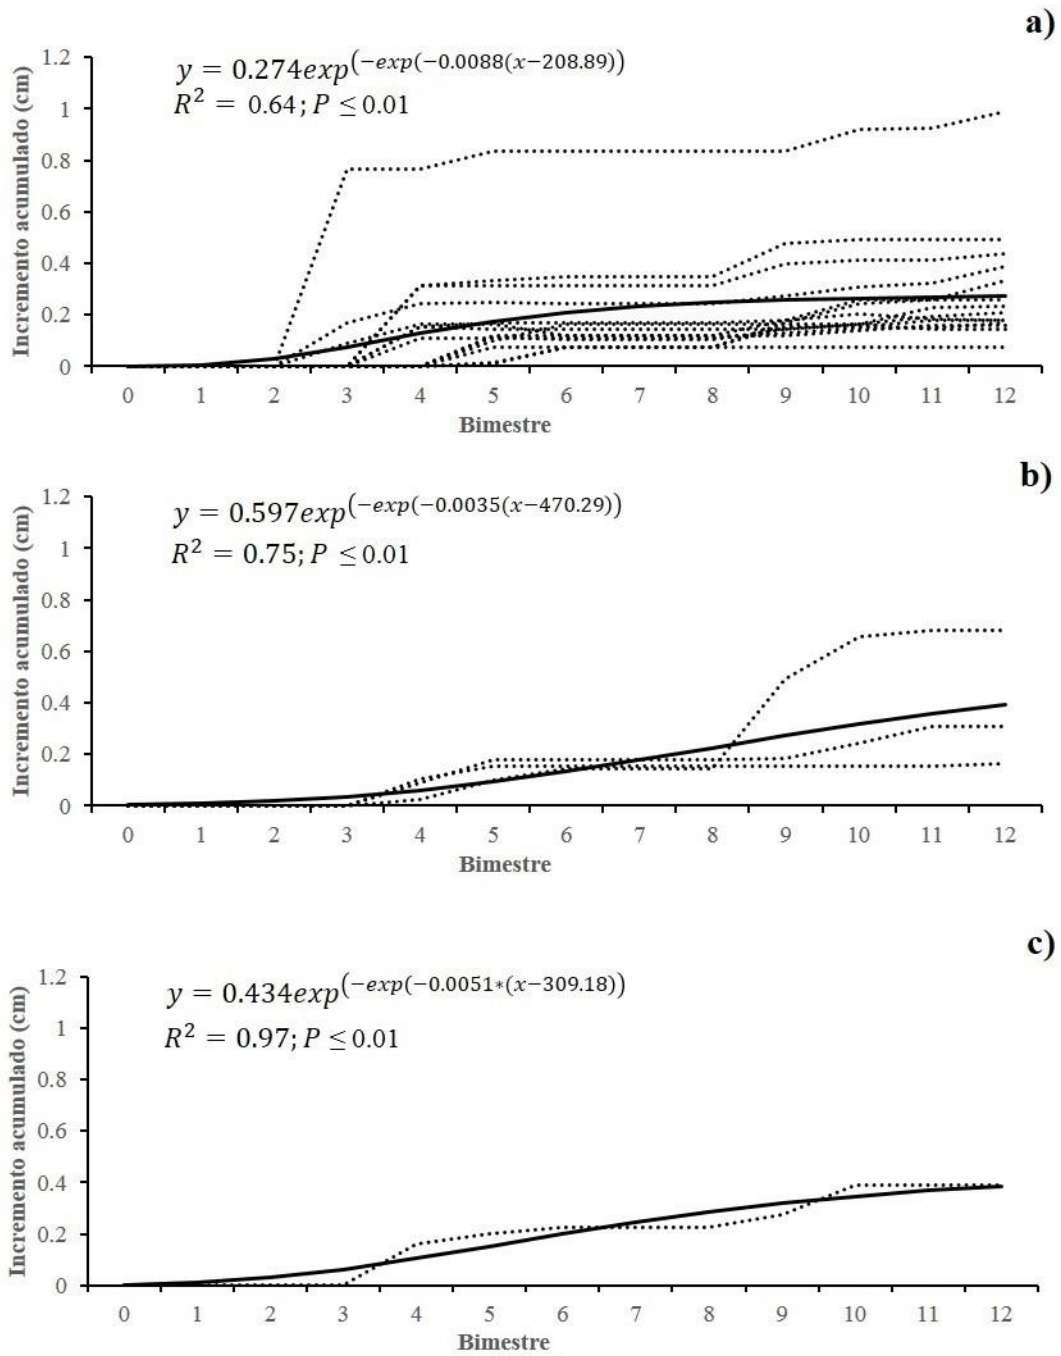 a)
y = 0.274exp^(−exp(−0.0088(x−208.89))
R² = 0.64; P ≤ 0.01
Incremento acumulado (cm)
1.2
1
0.8
0.6
0.4
0.2
0
0 1 2 3 4 5 6 7 8 9 10 11 12
Bimestre
b)
y = 0.597exp^(−exp(−0.0035(x−470.29))
R² = 0.75; P ≤ 0.01
Incremento acumulado (cm)
1.2
1
0.8
0.6
0.4
0.2
0
0 1 2 3 4 5 6 7 8 9 10 11 12
Bimestre
c)
y = 0.434exp^(−exp(−0.0051*(x−309.18))
R² = 0.97; P ≤ 0.01
Incremento acumulado (cm)
1.2
1
0.8
0.6
0.4
0.2
0
0 1 2 3 4 5 6 7 8 9 10 11 12
Bimestre